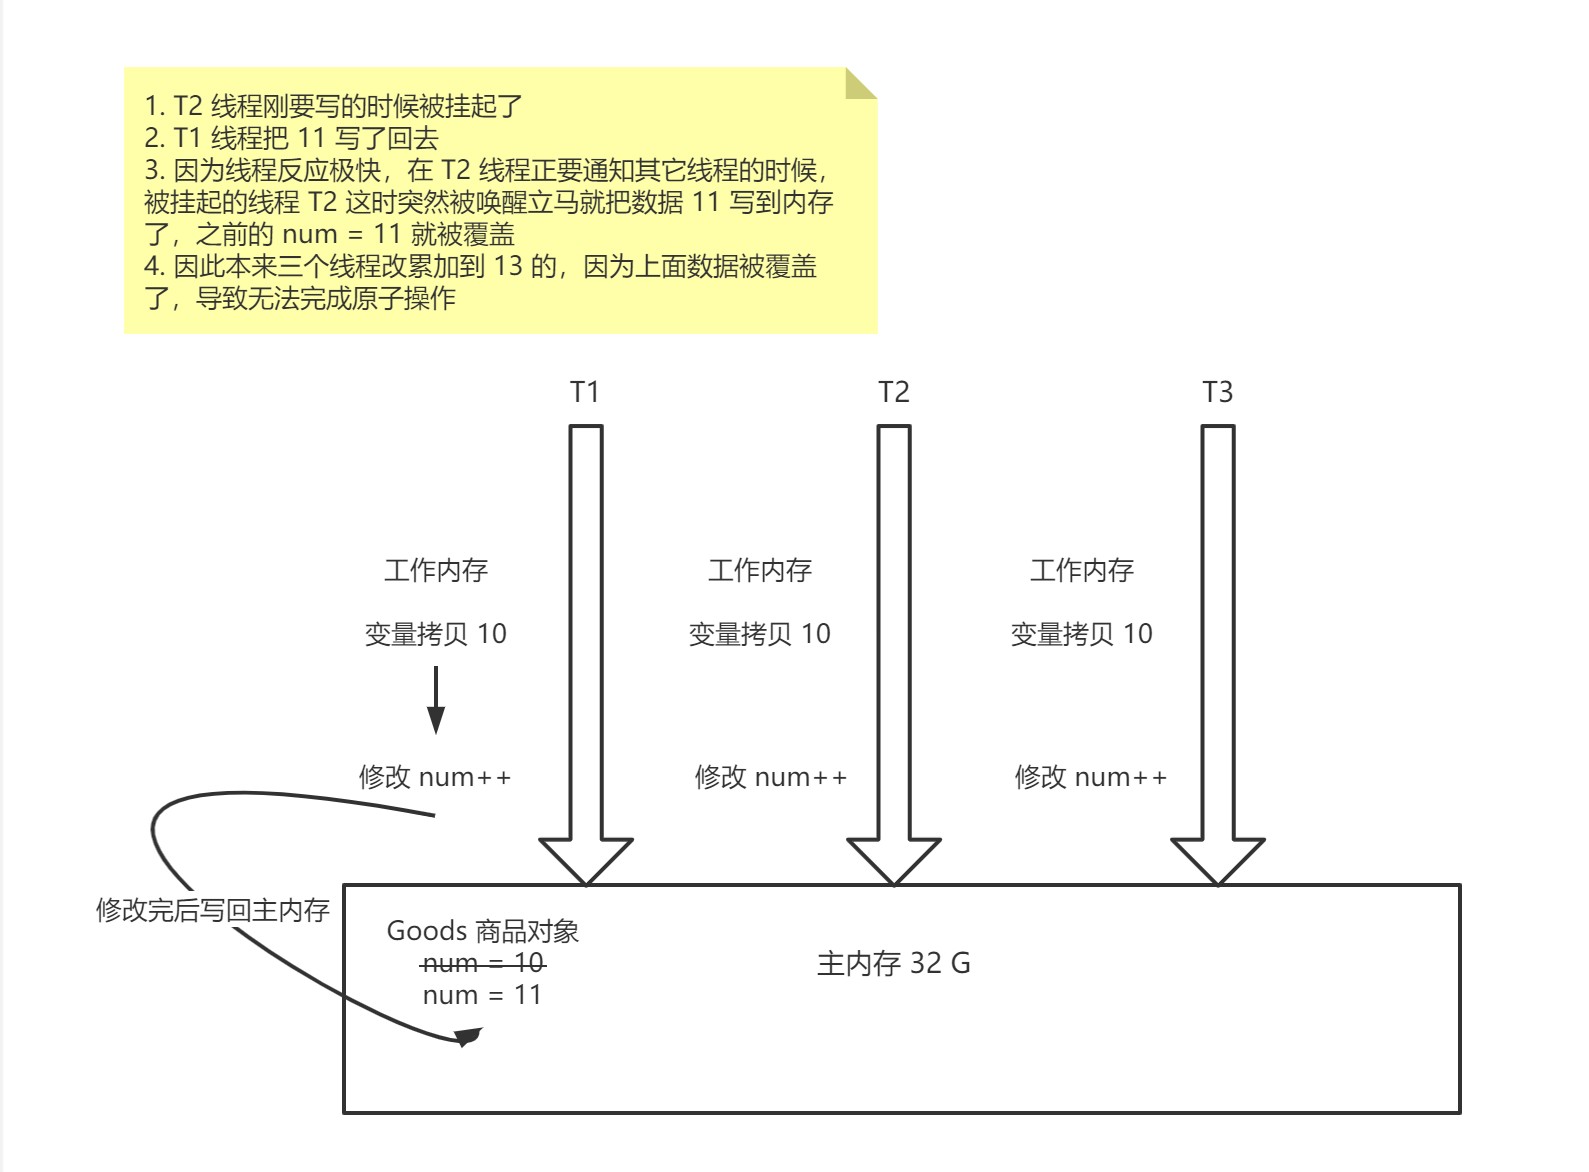 1. T2 线程刚要写的时候被挂起了
2. T1 线程把 11 写了回去
3. 因为线程反应极快，在 T2 线程正要通知其它线程的时候，
被挂起的线程 T2 这时突然被唤醒立马就把数据 11 写到内存
了，之前的 num = 11 就被覆盖
4. 因此本来三个线程改累加到 13 的，因为上面数据被覆盖
了，导致无法完成原子操作
T1
T2
T3
工作内存
工作内存
工作内存
变量拷贝 10
变量拷贝 10
变量拷贝 10
修改 num++
修改 num++
修改 num++
修改完后写回主内存
Goods 商品对象
num = 10
num = 11
主内存 32 G